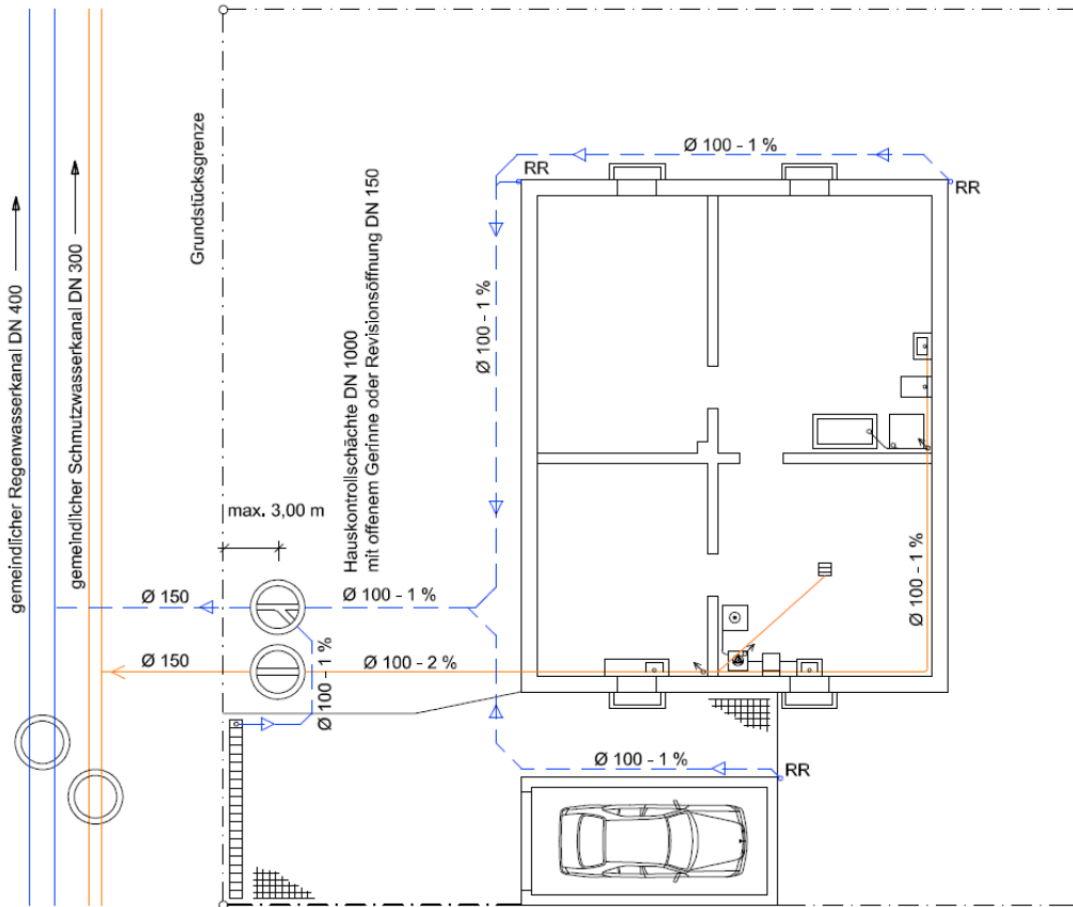 gemeindlicher Regenwasserkanal DN 400
gemeindlicher Schmutzwasserkanal DN 300
Grundstücksgrenze
max. 3,00 m
Hauskontrollschächte DN 1000
mit offenem Gerinne oder Revisionsöffnung DN 150
Ø 100 - 1 %
RR
RR
Ø 100 - 1 %
Ø 100 - 1 %
Ø 150
Ø 100 - 1 %
Ø 150
Ø 100 - 2 %
Ø 100 - 1 %
Ø 100 - 1 %
RR